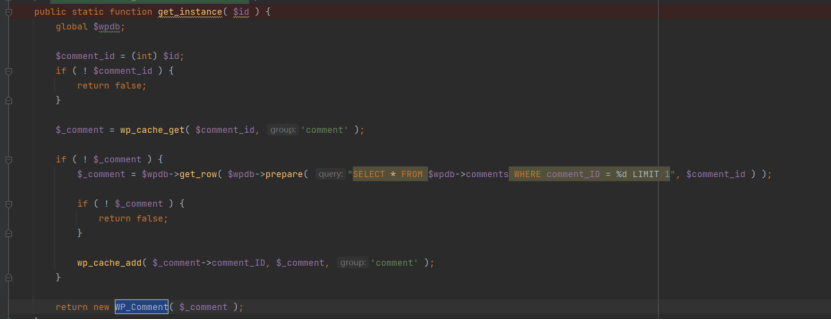 public static function get_instance( $id ) {
global $wpdb;
$comment_id = (int) $id;
if ( ! $comment_id ) {
return false;
}
$_comment = wp_cache_get( $comment_id, group: 'comment' );
if ( ! $_comment ) {
$_comment = $wpdb->get_row( $wpdb->prepare( query: "SELECT * FROM $wpdb->comments WHERE comment_ID = %d LIMIT 1", $comment_id ) );
if ( ! $_comment ) {
return false;
}
wp_cache_add( $_comment->comment_ID, $_comment, group: 'comment' );
}
return new WP_Comment( $_comment );